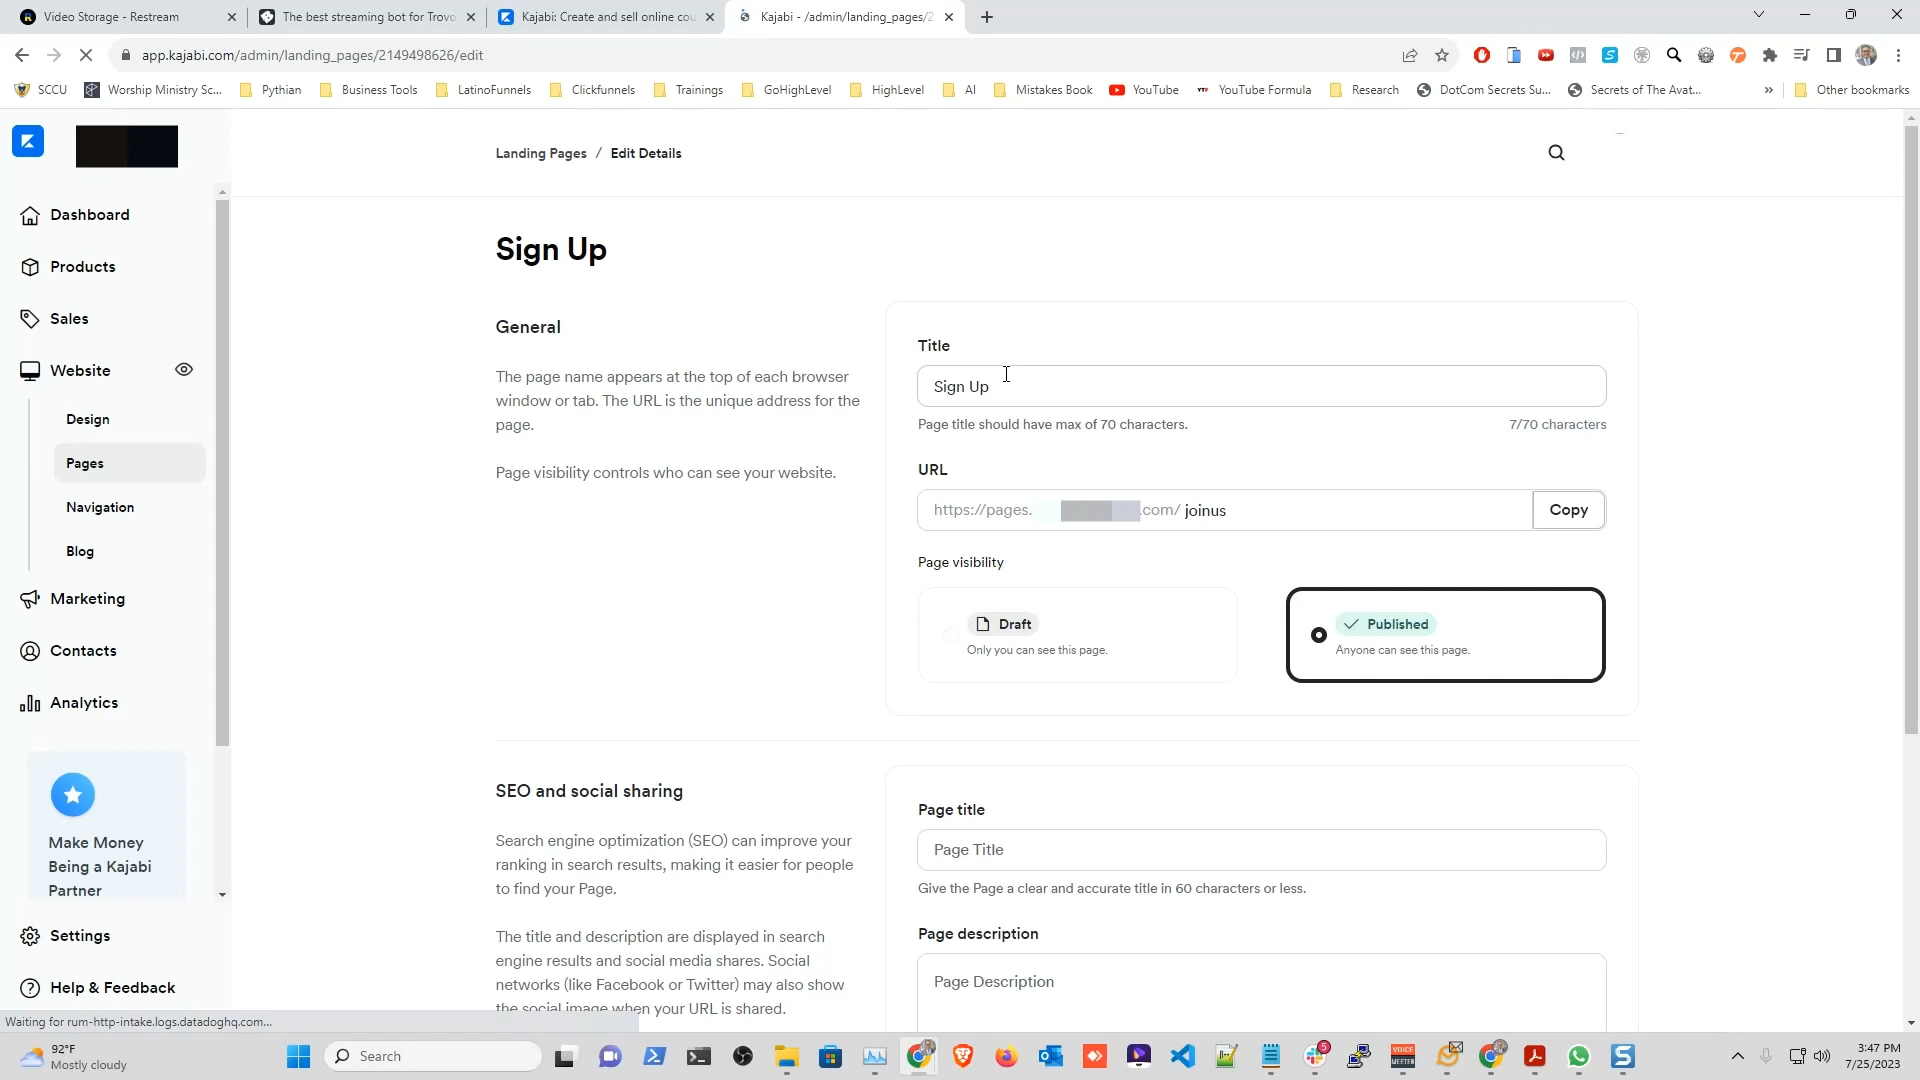 Video Storage - Restream
The best streaming bot for Trovo
Kajabi: Create and sell online cou
Kajabi - /admin/landing_pages/2
app.kajabi.com/admin/landing_pages/2149498626/edit
SCCU
Worship Ministry Sc...
Pythian
Business Tools
LatinoFunnels
Clickfunnels
Trainings
GoHighLevel
HighLevel
AI
Mistakes Book
YouTube
YouTube Formula
Research
DotCom Secrets Su...
Secrets of The Avat...
»
Other bookmarks
Landing Pages / Edit Details
Dashboard
Products
Sales
Website
Design
Pages
Navigation
Blog
Marketing
Contacts
Analytics
Make Money
Being a Kajabi
Partner
Settings
Help & Feedback
Sign Up
General
The page name appears at the top of each browser
window or tab. The URL is the unique address for the
page.
Page visibility controls who can see your website.
Title
Sign Up
Page title should have max of 70 characters.
7/70 characters
URL
https://pages.
.com/ joinus
Copy
Page visibility
Draft
Only you can see this page.
Published
Anyone can see this page.
SEO and social sharing
Search engine optimization (SEO) can improve your
ranking in search results, making it easier for people
to find your Page.
The title and description are displayed in search
engine results and social media shares. Social
networks (like Facebook or Twitter) may also show
the social image when your URL is shared.
Page title
Page Title
Give the Page a clear and accurate title in 60 characters or less.
Page description
Page Description
Waiting for rum-http-intake.logs.datadoghq.com...
92°F
Mostly cloudy
Search
5
VOICE
MEETER
3:47 PM
7/25/2023